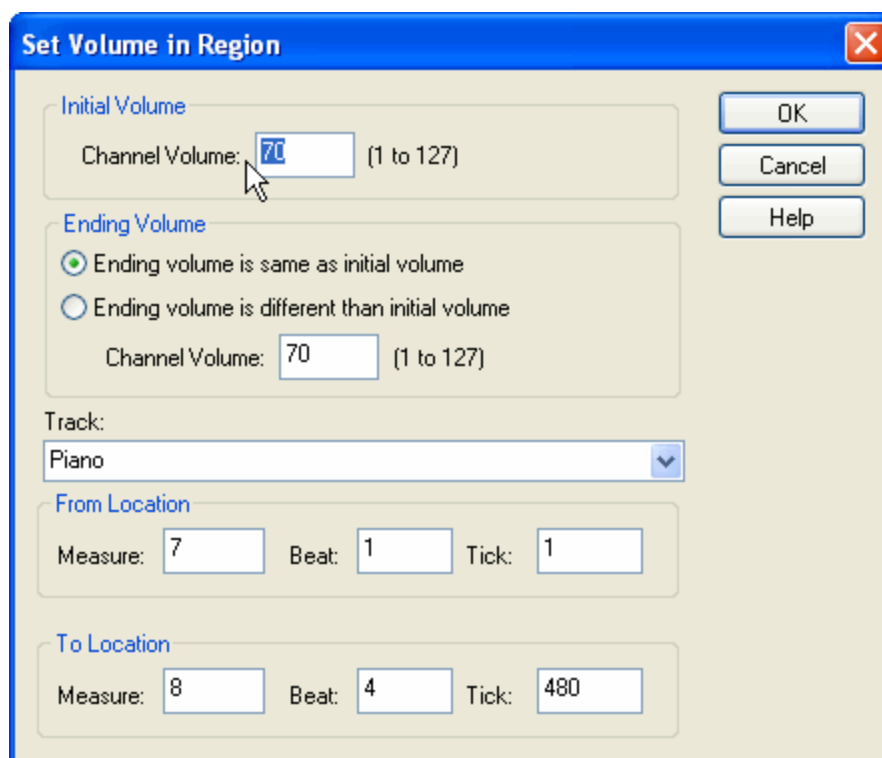 Set Volume in Region
Initial Volume
Channel Volume: 70 (1 to 127)
OK
Cancel
Help
Ending Volume
Ending volume is same as initial volume
Ending volume is different than initial volume
Channel Volume: 70 (1 to 127)
Track:
Piano
From Location
Measure: 7 Beat: 1 Tick: 1
To Location
Measure: 8 Beat: 4 Tick: 480